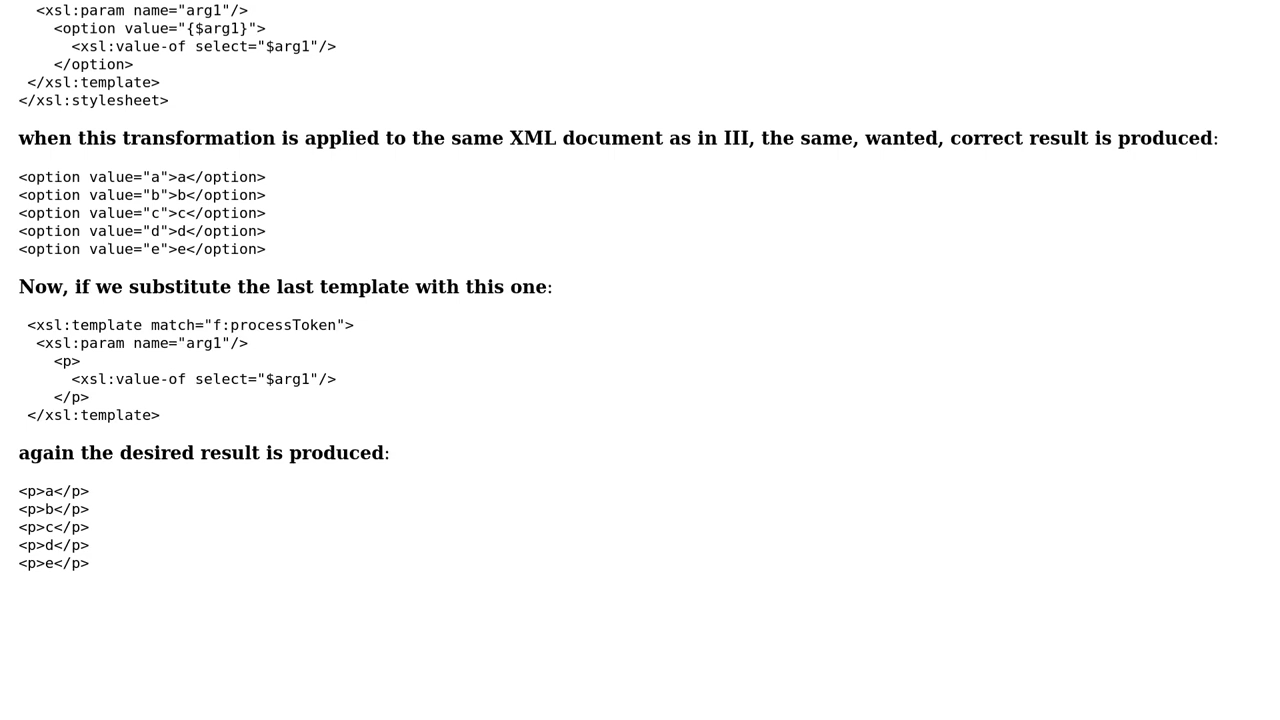 <xsl:param name="arg1"/>
    <option value="{$arg1}">
      <xsl:value-of select="$arg1"/>
    </option>
 </xsl:template>
</xsl:stylesheet>
when this transformation is applied to the same XML document as in III, the same, wanted, correct result is produced:
<option value="a">a</option>
<option value="b">b</option>
<option value="c">c</option>
<option value="d">d</option>
<option value="e">e</option>
Now, if we substitute the last template with this one:
 <xsl:template match="f:processToken">
  <xsl:param name="arg1"/>
    <p>
      <xsl:value-of select="$arg1"/>
    </p>
 </xsl:template>
again the desired result is produced:
<p>a</p>
<p>b</p>
<p>c</p>
<p>d</p>
<p>e</p>